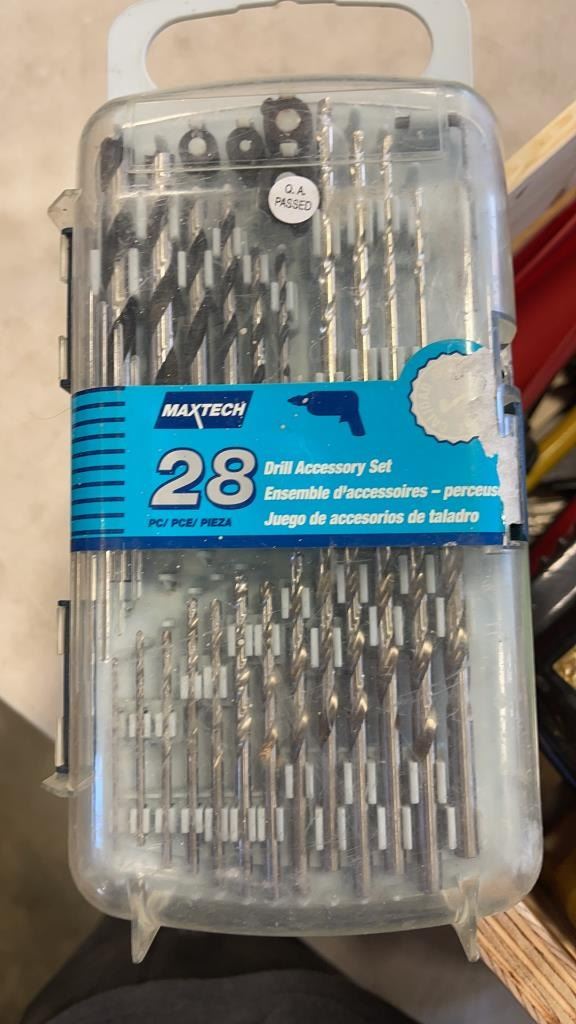 Q.A.
PASSED
MAXTECH
28
PC/ PCE/ PIEZA
Drill Accessory Set
Ensemble d'accessoires – perceus
Juego de accesorios de taladro